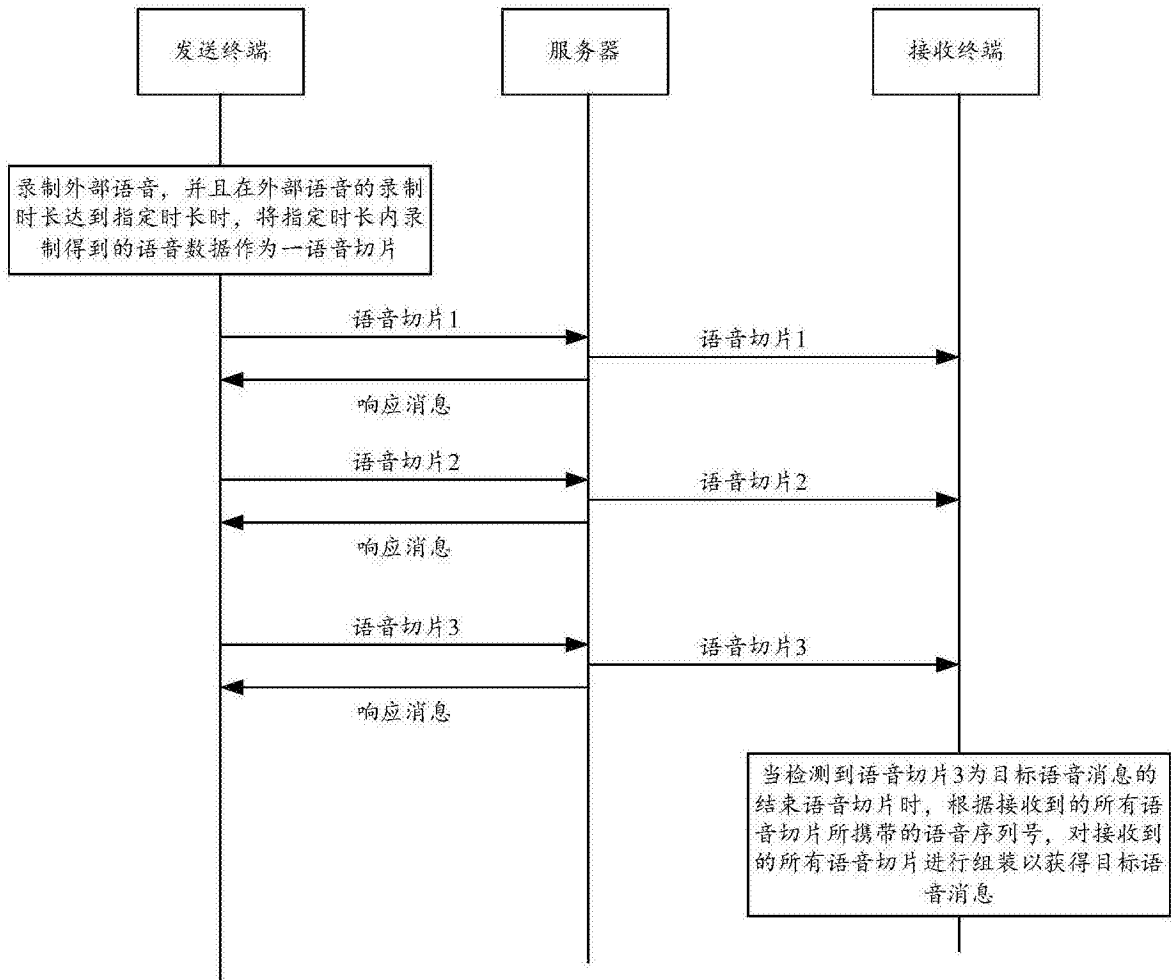 发送终端
服务器
接收终端
录制外部语音，并且在外部语音的录制
时长达到指定时长时，将指定时长内录
制得到的语音数据作为一语音切片
语音切片1
语音切片1
响应消息
语音切片2
语音切片2
响应消息
语音切片3
语音切片3
响应消息
当检测到语音切片3为目标语音消息的
结束语音切片时，根据接收到的所有语
音切片所携带的语音序列号，对接收到
的所有语音切片进行组装以获得目标语
音消息